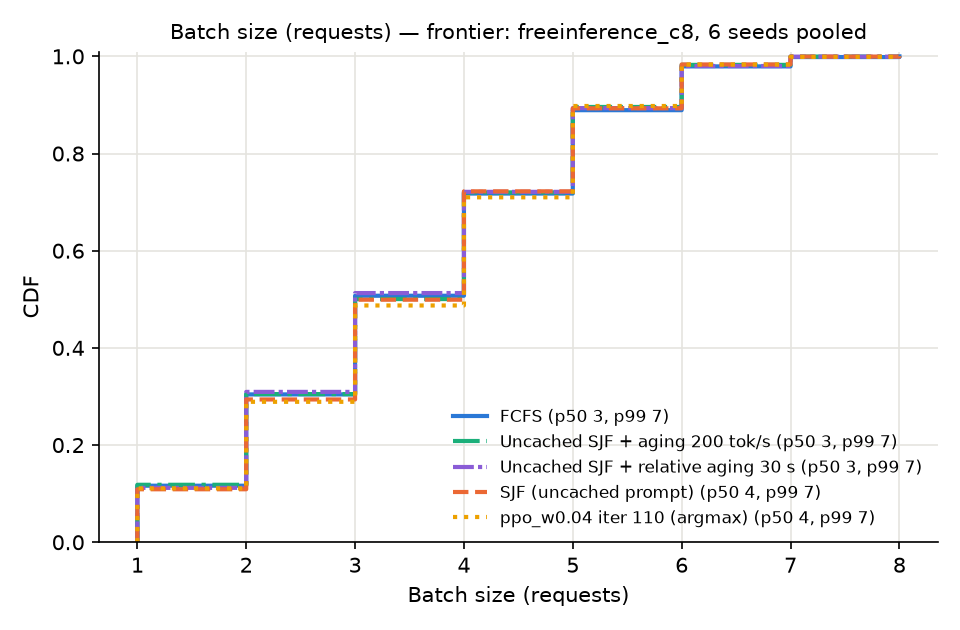 Batch size (requests) — frontier: freeinference_c8, 6 seeds pooled
1.0
0.8
0.6
0.4
0.2
0.0
CDF
FCFS (p50 3, p99 7)
Uncached SJF + aging 200 tok/s (p50 3, p99 7)
Uncached SJF + relative aging 30 s (p50 3, p99 7)
SJF (uncached prompt) (p50 4, p99 7)
ppo_w0.04 iter 110 (argmax) (p50 4, p99 7)
1 2 3 4 5 6 7 8
Batch size (requests)